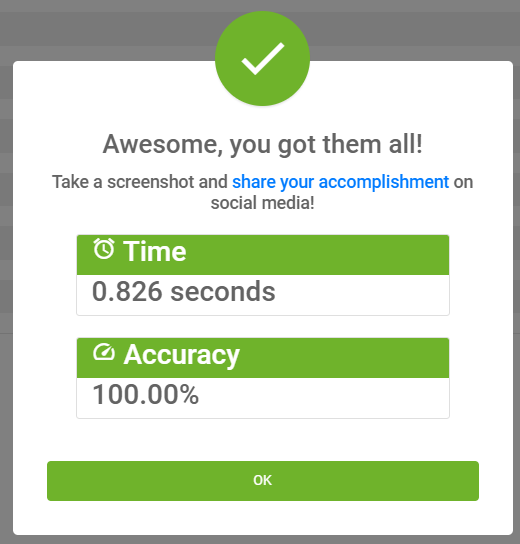 Awesome, you got them all!
Take a screenshot and share your accomplishment on
social media!
Time
0.826 seconds
Accuracy
100.00%
OK